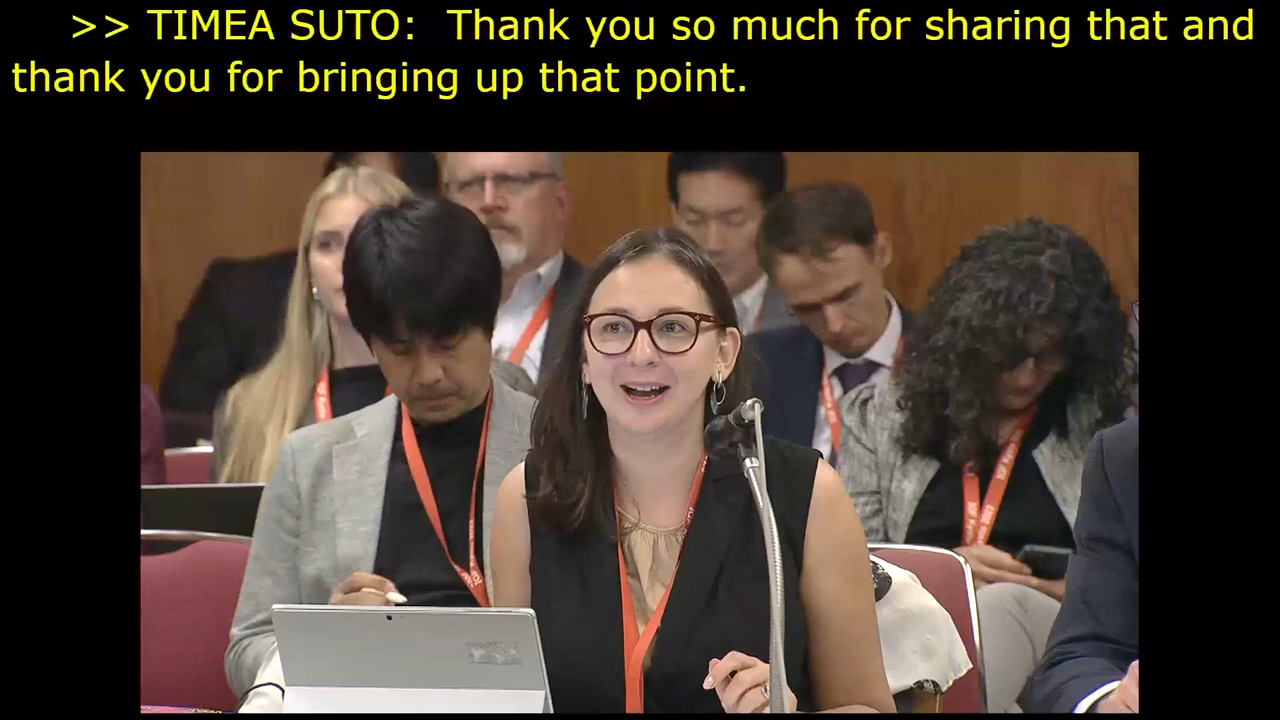 >> TIMEA SUTO:  Thank you so much for sharing that and
thank you for bringing up that point.